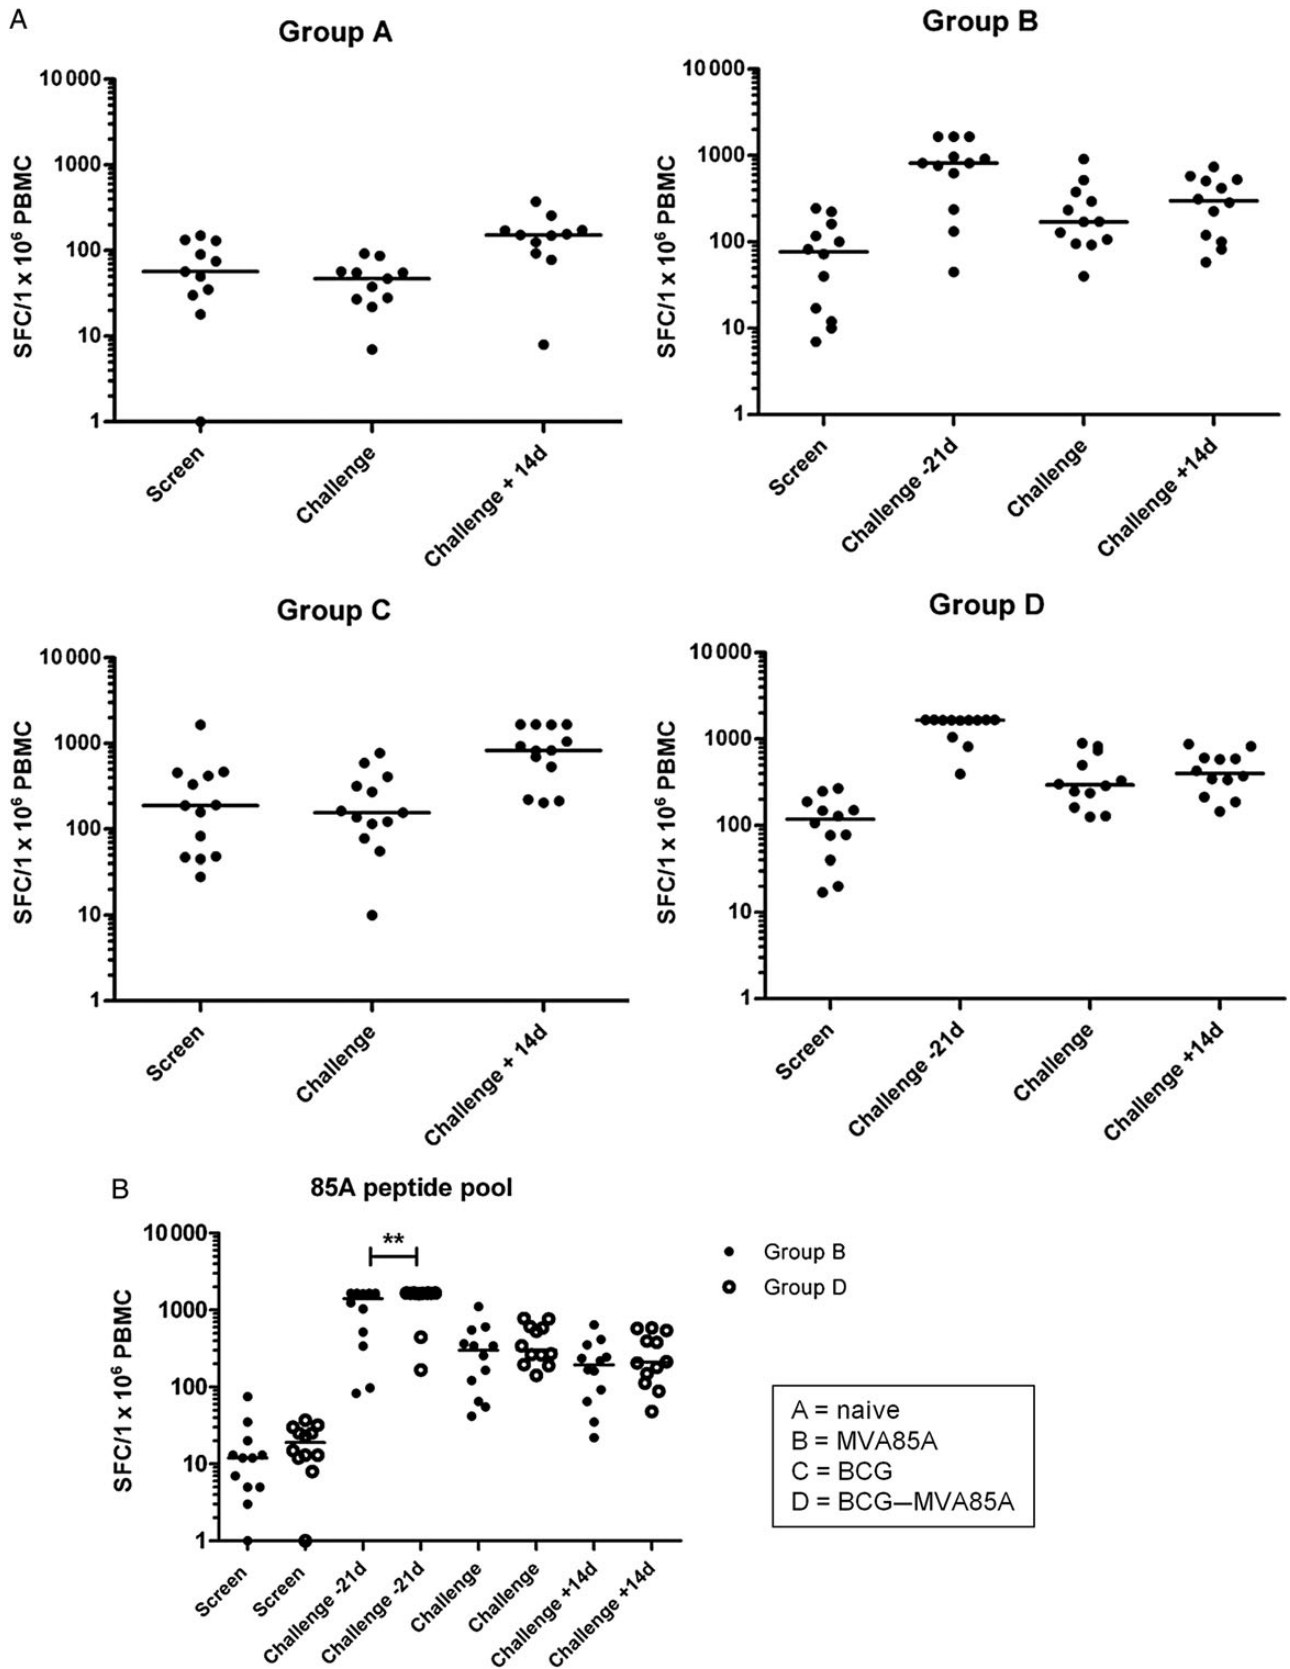 A
Group A
10 000
1000
100
10
1
SFC/1 x 10⁶ PBMC
Screen
Challenge
Challenge + 14d
Group B
10 000
1000
100
10
1
SFC/1 x 10⁶ PBMC
Screen
Challenge -21d
Challenge
Challenge +14d
Group C
10 000
1000
100
10
1
SFC/1 x 10⁶ PBMC
Screen
Challenge
Challenge + 14d
Group D
10 000
1000
100
10
1
SFC/1 x 10⁶ PBMC
Screen
Challenge -21d
Challenge
Challenge +14d
B
85A peptide pool
10 000
1000
100
10
1
SFC/1 x 10⁶ PBMC
**
Screen
Screen
Challenge -21d
Challenge -21d
Challenge
Challenge
Challenge +14d
Challenge +14d
Group B
Group D
A = naive
B = MVA85A
C = BCG
D = BCG—MVA85A